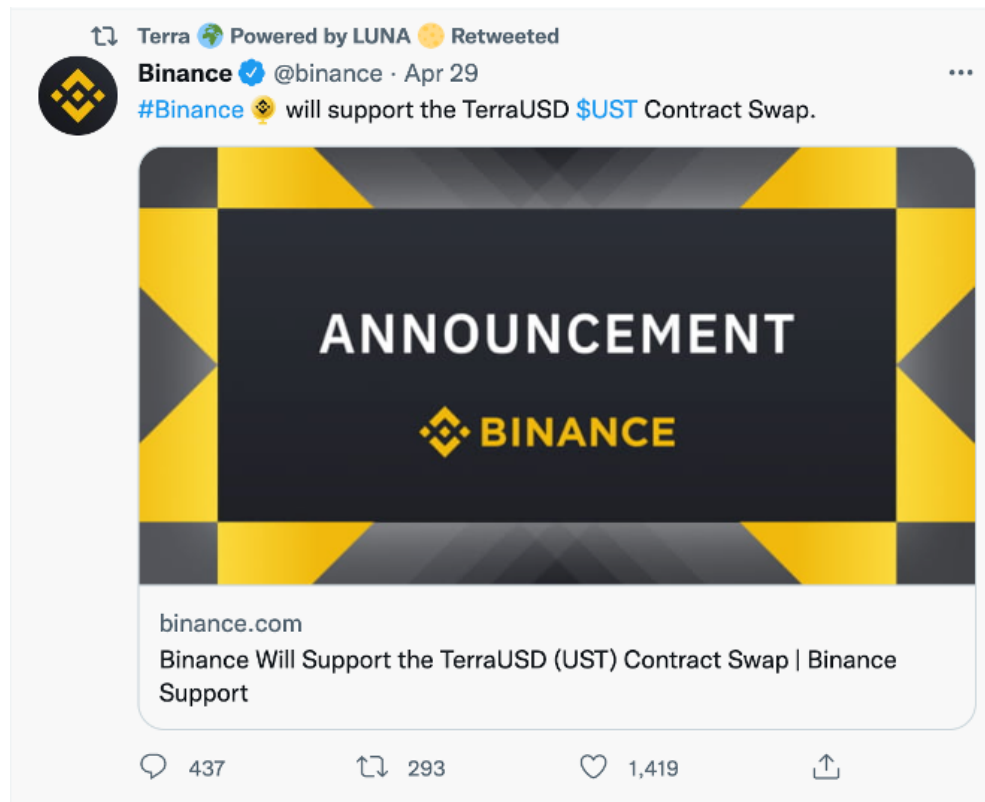 Terra 🌍 Powered by LUNA 🌕 Retweeted
Binance @binance · Apr 29
#Binance will support the TerraUSD $UST Contract Swap.
ANNOUNCEMENT
BINANCE
binance.com
Binance Will Support the TerraUSD (UST) Contract Swap | Binance
Support
437 293 1,419